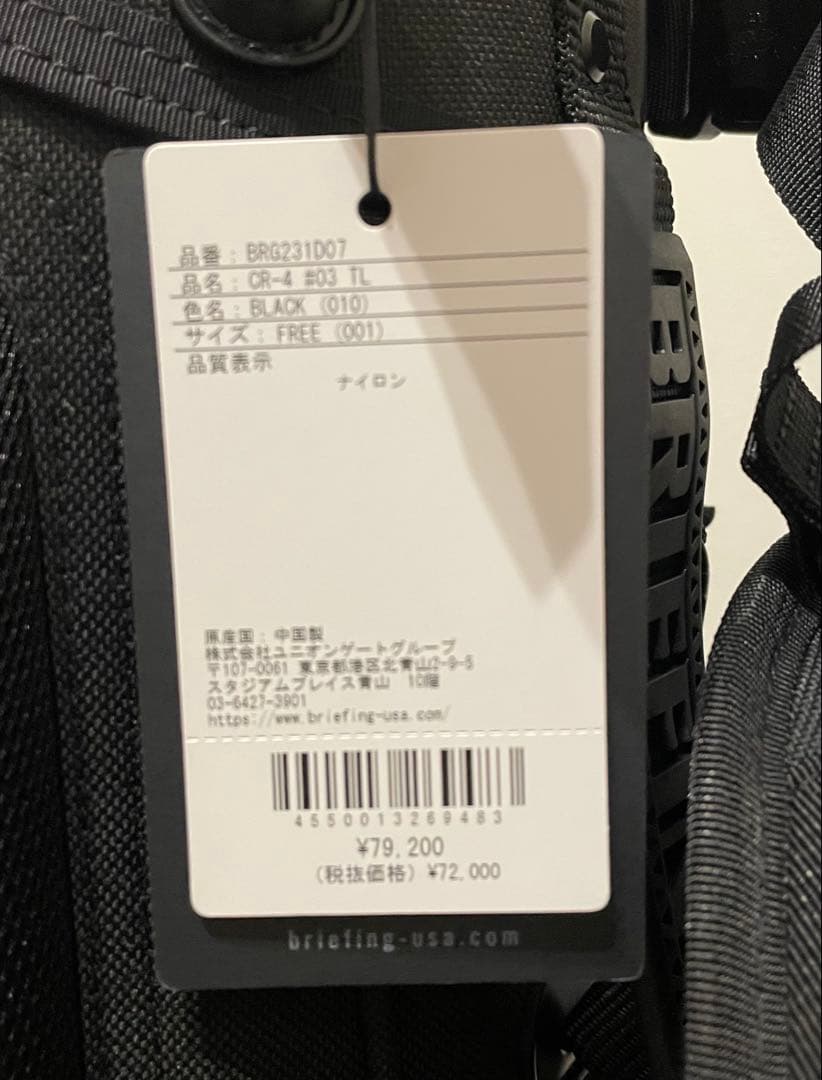 品番：BRG231D07
品名：CR-4 #03 TL
色名：BLACK (010)
サイズ：FREE (001)
品質表示
ナイロン
原産国：中国製
株式会社ユニオンゲートグループ
〒107-0061 東京都港区北青山2-9-5
スタジアムプレイス青山 10階
03-6427-3901
https://www.briefing-usa.com/
4550013269483
¥79,200
(税抜価格) ¥72,000
briefing-usa.com
BRIEFIN